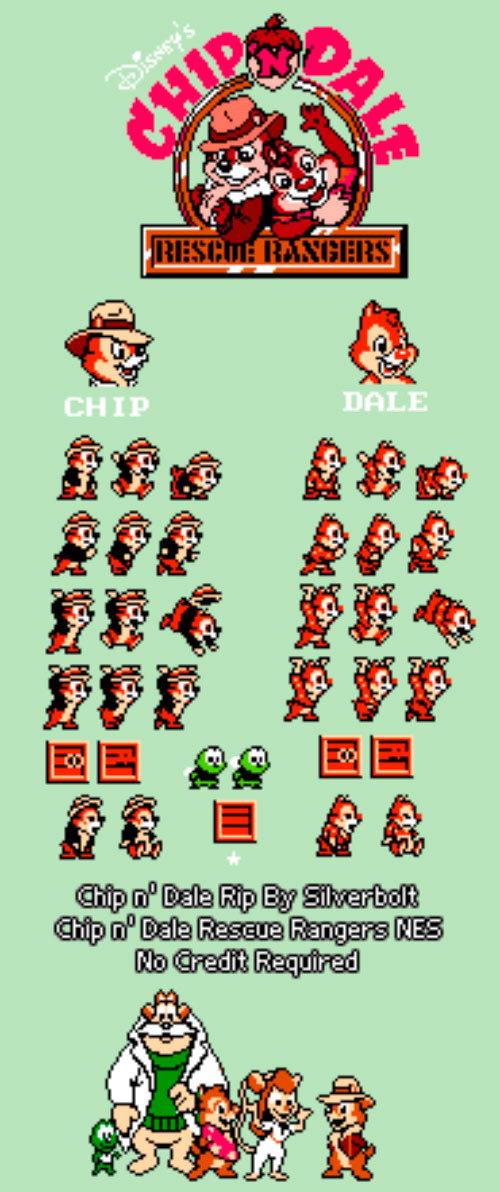 Disney's
CHIP N DALE
RESCUE RANGERS
CHIP
DALE
Chip n' Dale Rip By Silverbolt
Chip n' Dale Rescue Rangers NES
No Credit Required